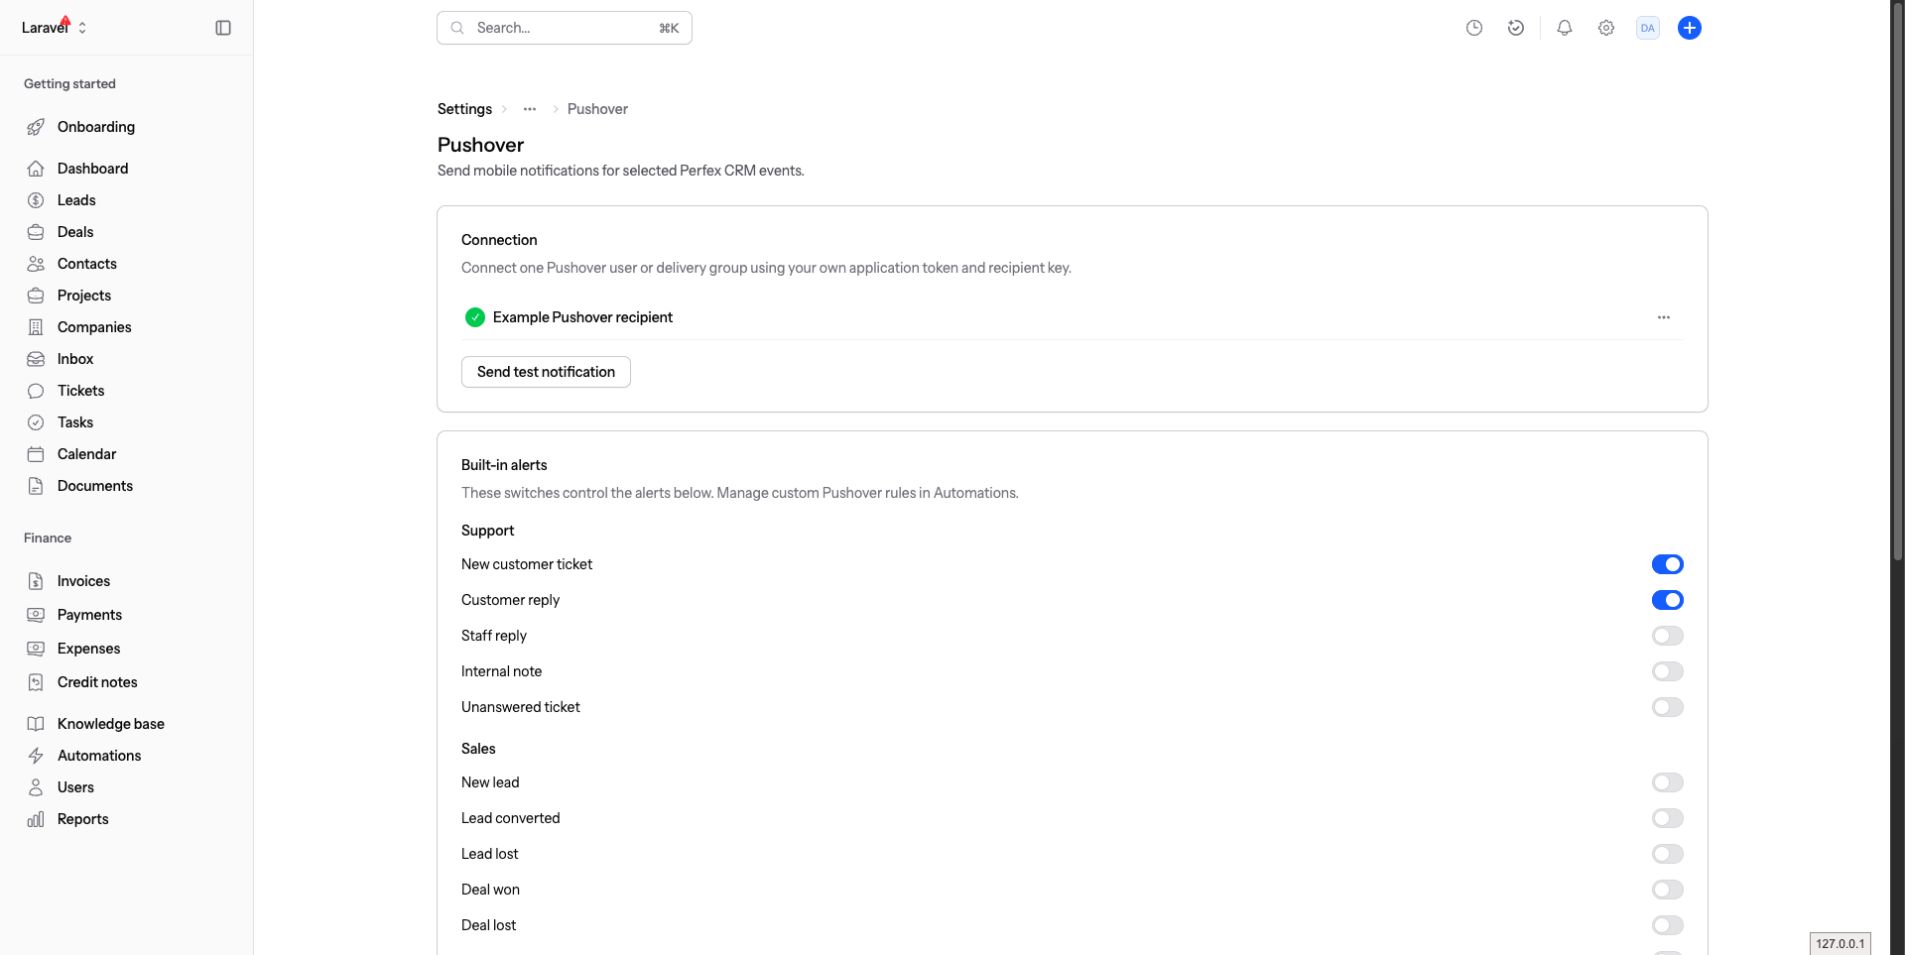 Laravel
Search...
⌘K
DA
Getting started
Onboarding
Dashboard
Leads
Deals
Contacts
Projects
Companies
Inbox
Tickets
Tasks
Calendar
Documents
Finance
Invoices
Payments
Expenses
Credit notes
Knowledge base
Automations
Users
Reports
Settings > ··· > Pushover
Pushover
Send mobile notifications for selected Perfex CRM events.
Connection
Connect one Pushover user or delivery group using your own application token and recipient key.
Example Pushover recipient
Send test notification
Built-in alerts
These switches control the alerts below. Manage custom Pushover rules in Automations.
Support
New customer ticket
Customer reply
Staff reply
Internal note
Unanswered ticket
Sales
New lead
Lead converted
Lead lost
Deal won
Deal lost
127.0.0.1